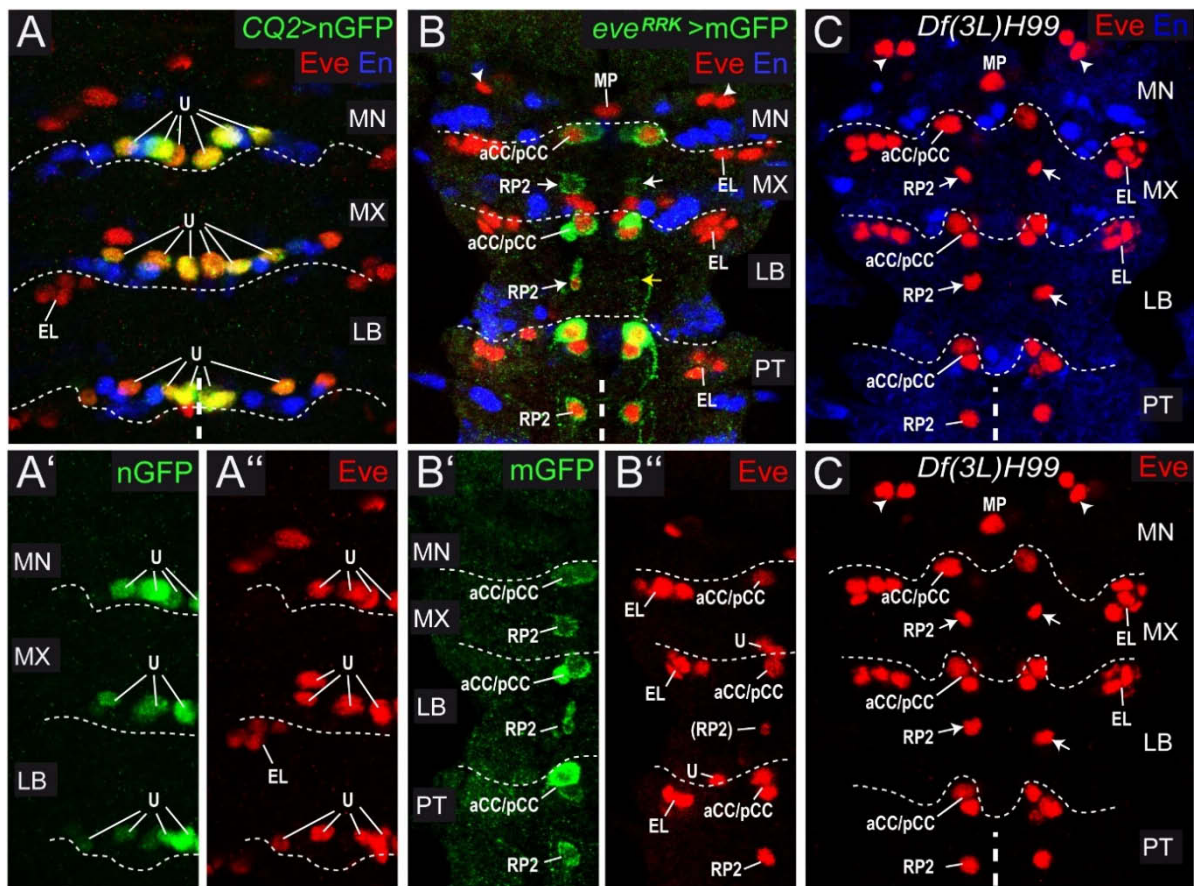 A
CQ2>nGFP
Eve En
U
MN
MX
U
EL
LB
U
B
eveRRK >mGFP
Eve En
MP
MN
aCC/pCC
RP2
MX
aCC/pCC
EL
LB
RP2
PT
EL
RP2
C
Df(3L)H99
Eve En
MP
MN
aCC/pCC
RP2
EL
MX
aCC/pCC
EL
LB
RP2
aCC/pCC
PT
RP2
A'
nGFP
U
MN
MX
U
LB
U
A''
Eve
U
U
EL
U
B'
mGFP
MN
aCC/pCC
MX
RP2
aCC/pCC
LB
RP2
PT
aCC/pCC
RP2
B''
Eve
EL
aCC/pCC
U
EL
aCC/pCC
(RP2)
U
EL
aCC/pCC
RP2
C
Df(3L)H99
Eve
MP
MN
aCC/pCC
RP2
EL
MX
aCC/pCC
EL
RP2
LB
aCC/pCC
RP2
PT